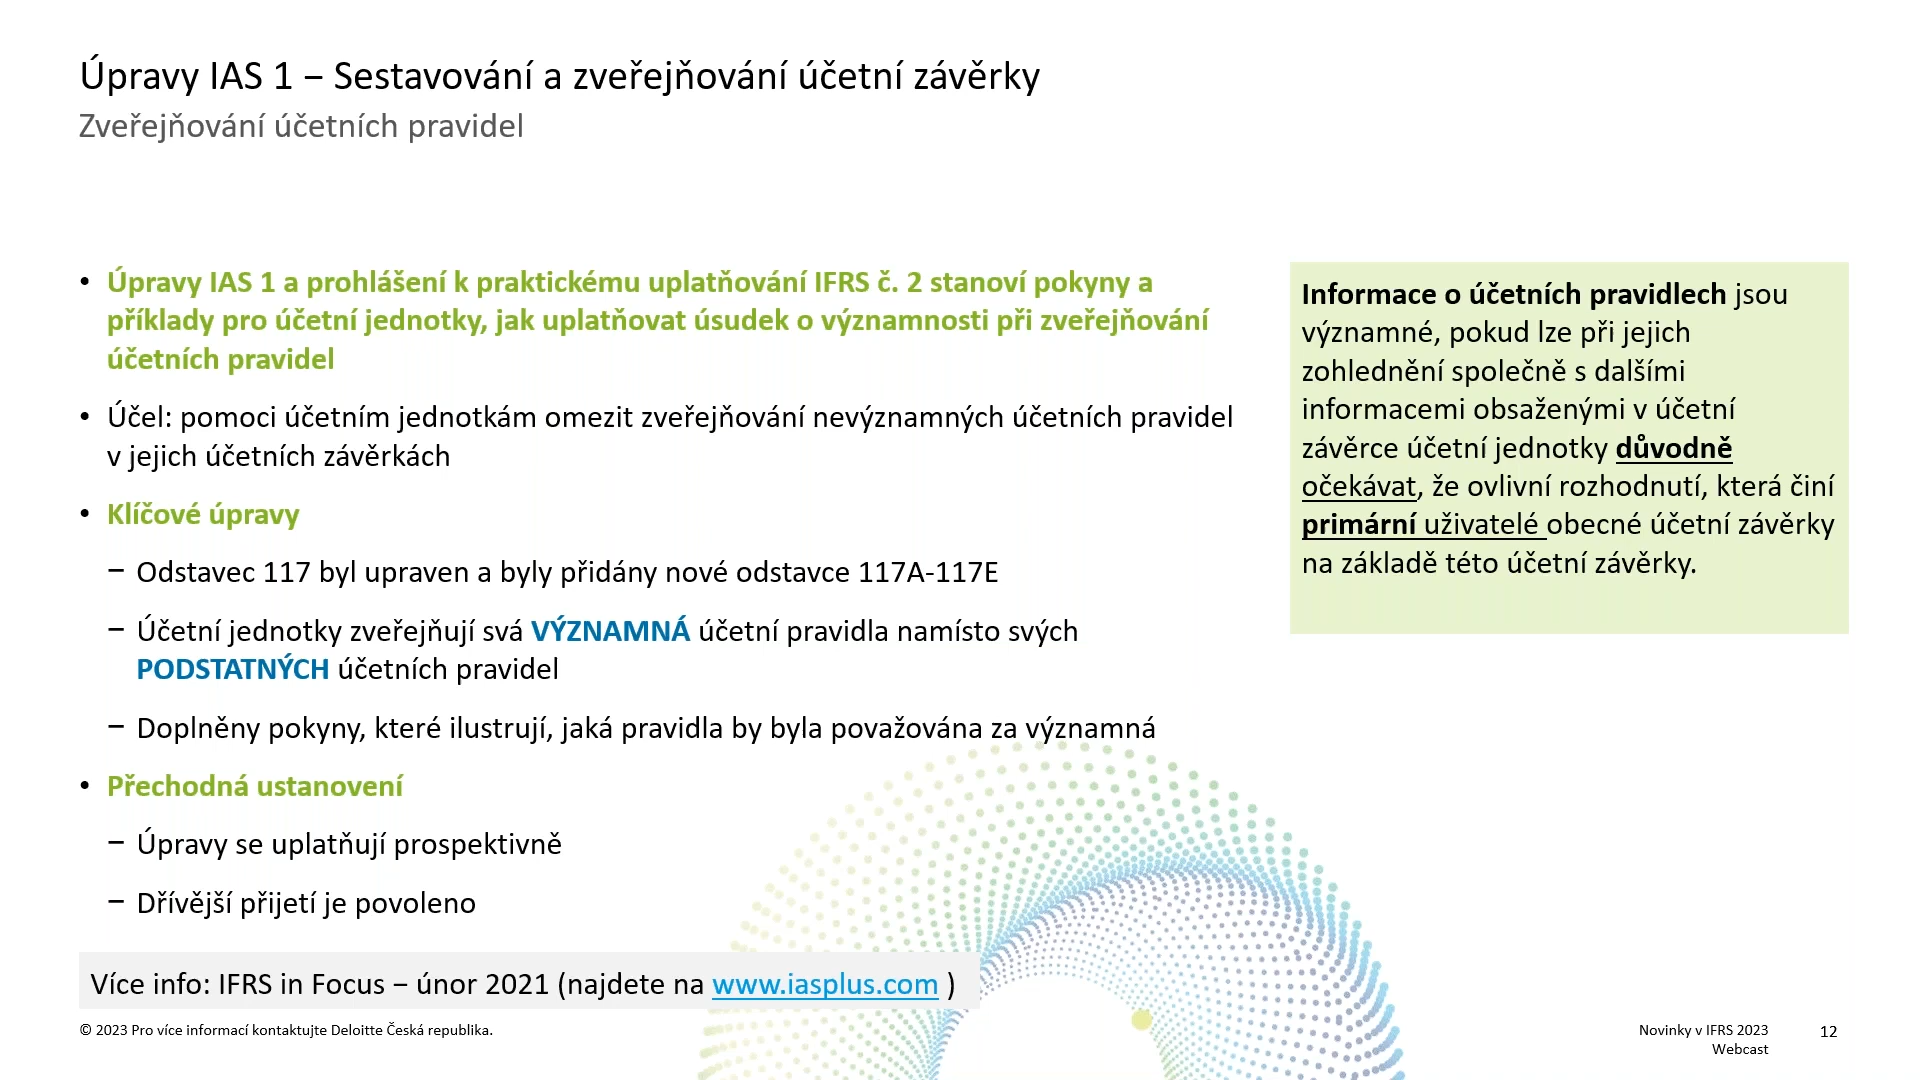 Úpravy IAS 1 – Sestavování a zveřejňování účetní závěrky
Zveřejňování účetních pravidel
• Úpravy IAS 1 a prohlášení k praktickému uplatňování IFRS č. 2 stanoví pokyny a
příklady pro účetní jednotky, jak uplatňovat úsudek o významnosti při zveřejňování
účetních pravidel
• Účel: pomoci účetním jednotkám omezit zveřejňování nevýznamných účetních pravidel
v jejich účetních závěrkách
• Klíčové úpravy
– Odstavec 117 byl upraven a byly přidány nové odstavce 117A-117E
– Účetní jednotky zveřejňují svá VÝZNAMNÁ účetní pravidla namísto svých
PODSTATNÝCH účetních pravidel
– Doplněny pokyny, které ilustrují, jaká pravidla by byla považována za významná
• Přechodná ustanovení
– Úpravy se uplatňují prospektivně
– Dřívější přijetí je povoleno
Informace o účetních pravidlech jsou
významné, pokud lze při jejich
zohlednění společně s dalšími
informacemi obsaženými v účetní
závěrce účetní jednotky důvodně
očekávat, že ovlivní rozhodnutí, která činí
primární uživatelé obecné účetní závěrky
na základě této účetní závěrky.
Více info: IFRS in Focus – únor 2021 (najdete na www.iasplus.com )
© 2023 Pro více informací kontaktujte Deloitte Česká republika.
Novinky v IFRS 2023
Webcast
12